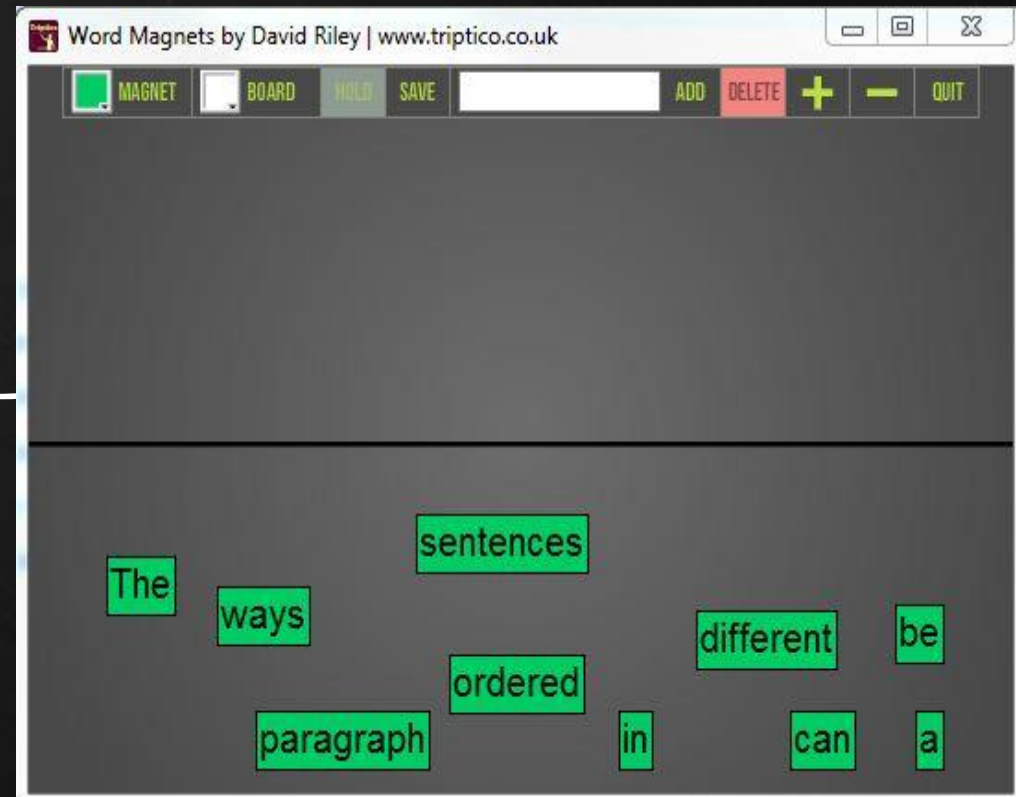 Word Magnets by David Riley | www.triptico.co.uk
MAGNET BOARD HOLD SAVE ADD DELETE + − QUIT
sentences
The
ways
different be
ordered
paragraph in can a